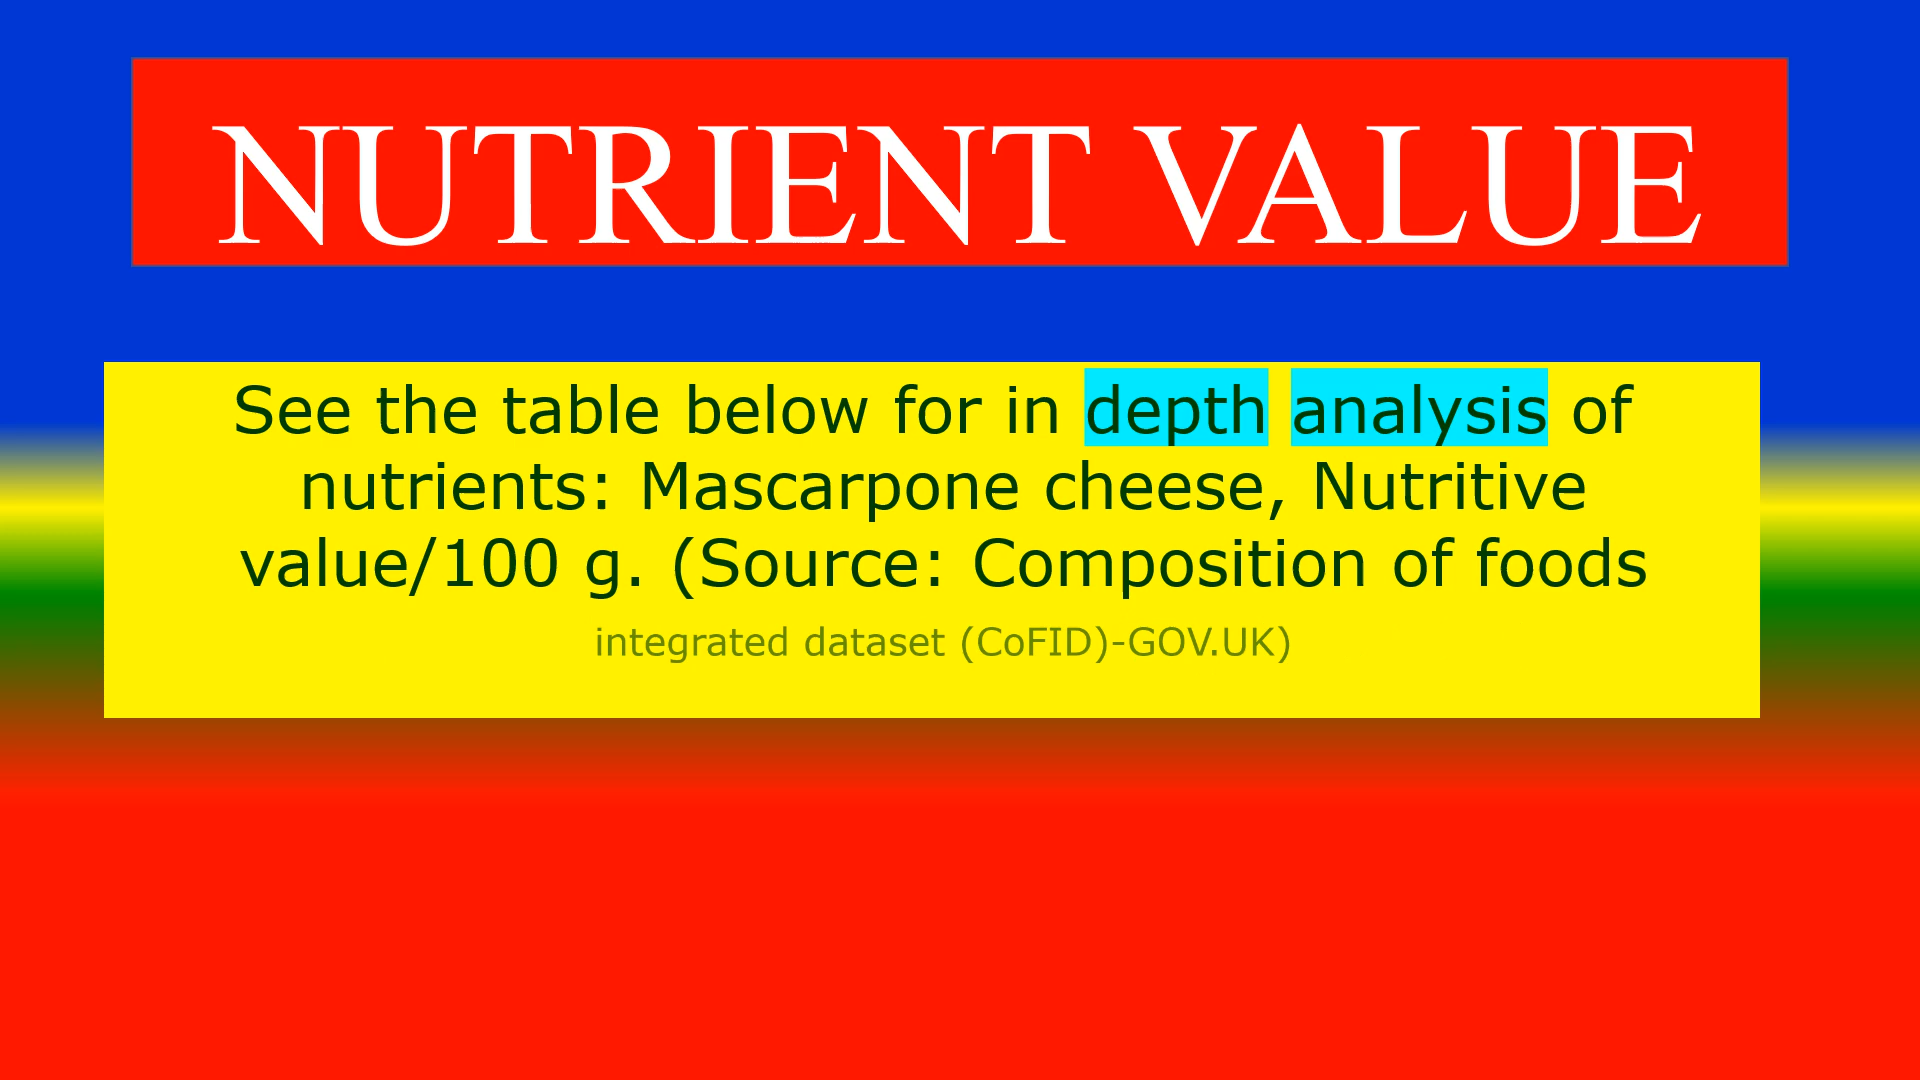 NUTRIENT VALUE
See the table below for in depth analysis of
nutrients: Mascarpone cheese, Nutritive
value/100 g. (Source: Composition of foods
integrated dataset (CoFID)-GOV.UK)